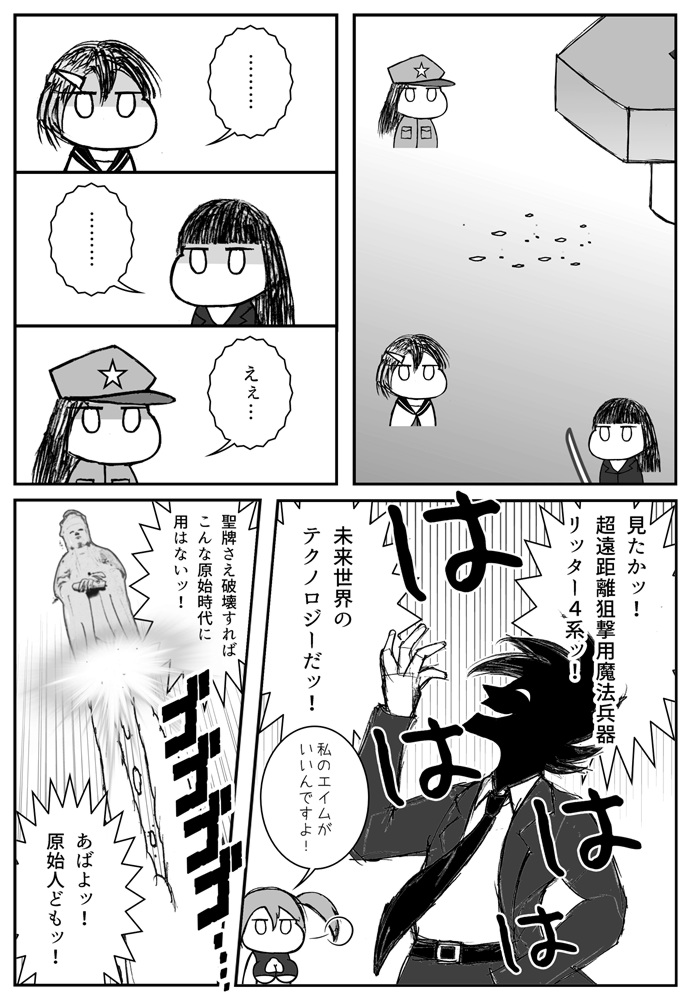 ………
………
えぇ…
見たかッ！
超遠距離狙撃用魔法兵器
リッター４系ッ！
は
は
は
は
未来世界の
テクノロジーだッ！
私のエイムが
いいんですよ！
聖牌さえ破壊すれば
こんな原始時代に
用はないッ！
ゴゴゴゴゴ……
あばよッ！
原始人どもッ！